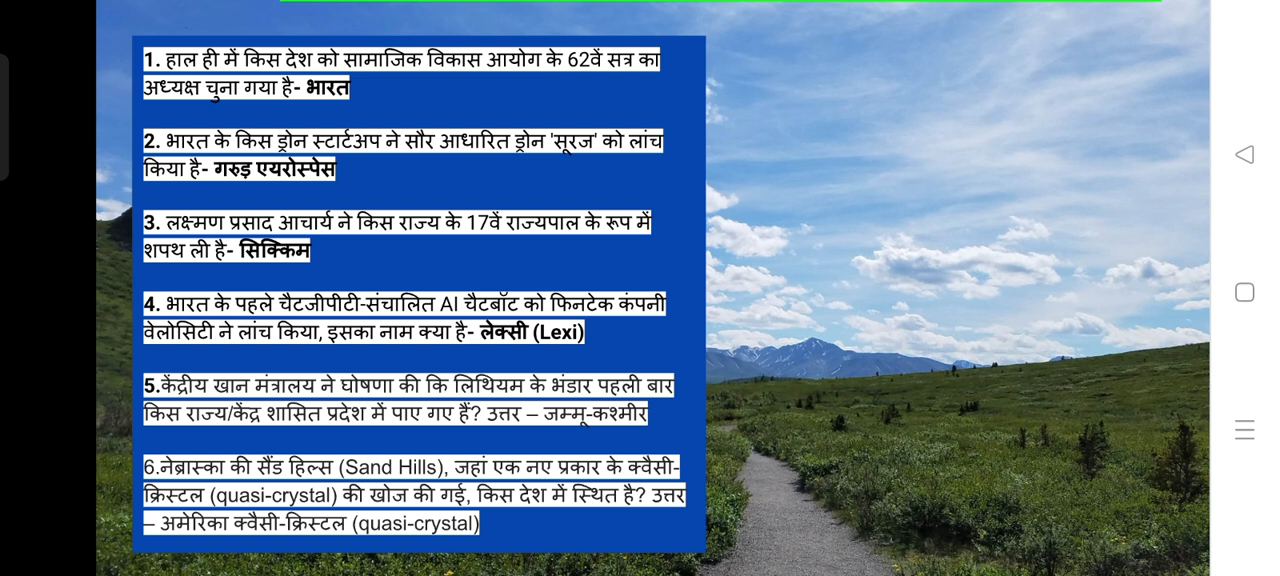 1. हाल ही में किस देश को सामाजिक विकास आयोग के 62वें सत्र का
अध्यक्ष चुना गया है- भारत
2. भारत के किस ड्रोन स्टार्टअप ने सौर आधारित ड्रोन 'सूरज' को लांच
किया है- गरुड़ एयरोस्पेस
3. लक्ष्मण प्रसाद आचार्य ने किस राज्य के 17वें राज्यपाल के रूप में
शपथ ली है- सिक्किम
4. भारत के पहले चैटजीपीटी-संचालित AI चैटबॉट को फिनटेक कंपनी
वेलोसिटी ने लांच किया, इसका नाम क्या है- लेक्सी (Lexi)
5.केंद्रीय खान मंत्रालय ने घोषणा की कि लिथियम के भंडार पहली बार
किस राज्य/केंद्र शासित प्रदेश में पाए गए हैं? उत्तर – जम्मू-कश्मीर
6.नेब्रास्का की सैंड हिल्स (Sand Hills), जहां एक नए प्रकार के क्वैसी-
क्रिस्टल (quasi-crystal) की खोज की गई, किस देश में स्थित है? उत्तर
– अमेरिका क्वैसी-क्रिस्टल (quasi-crystal)